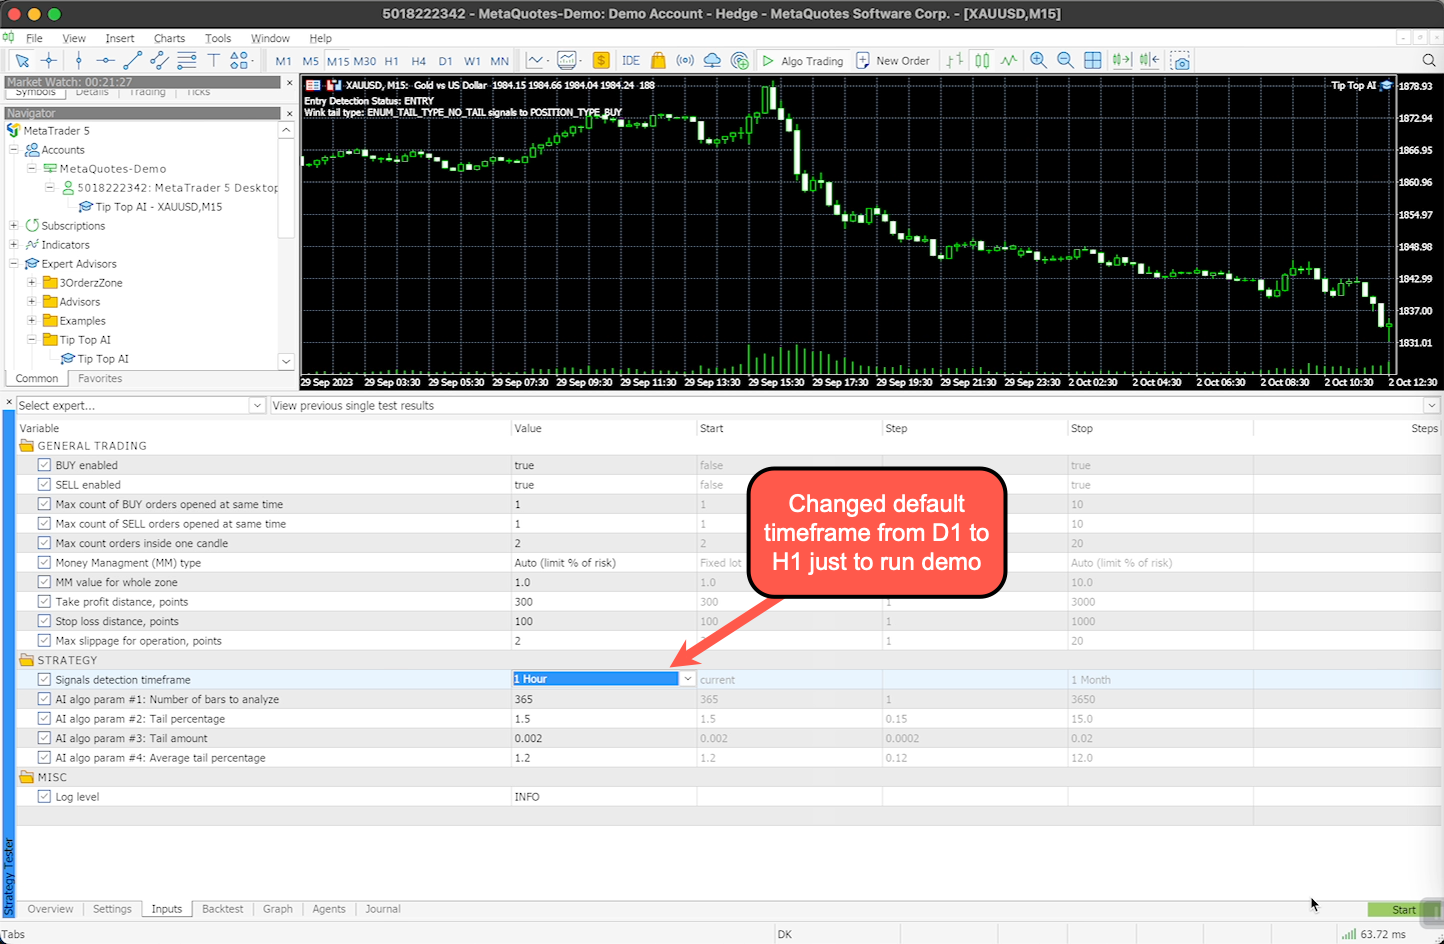 5018222342 - MetaQuotes-Demo: Demo Account - Hedge - MetaQuotes Software Corp. - [XAUUSD,M15]
File View Insert Charts Tools Window Help
M1 M5 M15 M30 H1 H4 D1 W1 MN IDE Algo Trading New Order
Market Watch: 00:21:27
Symbols Details Trading Ticks
Navigator
MetaTrader 5
Accounts
MetaQuotes-Demo
5018222342: MetaTrader 5 Desktop
Tip Top AI - XAUUSD,M15
Subscriptions
Indicators
Expert Advisors
3OrderzZone
Advisors
Examples
Tip Top AI
Tip Top AI
Common Favorites
XAUUSD, M15: Gold vs US Dollar 1984.15 1984.66 1984.04 1984.24 188
Tip Top AI
Entry Detection Status: ENTRY
Wink tail type: ENUM_TAIL_TYPE_NO_TAIL signals to POSITION_TYPE_BUY
1878.93
1872.94
1866.95
1860.96
1854.97
1848.98
1842.99
1837.00
1831.01
29 Sep 2023 29 Sep 03:30 29 Sep 05:30 29 Sep 07:30 29 Sep 09:30 29 Sep 11:30 29 Sep 13:30 29 Sep 15:30 29 Sep 17:30 29 Sep 19:30 29 Sep 21:30 29 Sep 23:30 2 Oct 02:30 2 Oct 04:30 2 Oct 06:30 2 Oct 08:30 2 Oct 10:30 2 Oct 12:30
Select expert... View previous single test results
Variable Value Start Step Stop Steps
GENERAL TRADING
BUY enabled true false true
SELL enabled true false true
Max count of BUY orders opened at same time 1 1 10
Max count of SELL orders opened at same time 1 1 10
Max count orders inside one candle 2 2 20
Money Managment (MM) type Auto (limit % of risk) Fixed lot Auto (limit % of risk)
MM value for whole zone 1.0 1.0 10.0
Take profit distance, points 300 300 1 3000
Stop loss distance, points 100 100 1 1000
Max slippage for operation, points 2 1 20
STRATEGY
Signals detection timeframe 1 Hour current 1 Month
AI algo param #1: Number of bars to analyze 365 365 1 3650
AI algo param #2: Tail percentage 1.5 1.5 0.15 15.0
AI algo param #3: Tail amount 0.002 0.002 0.0002 0.02
AI algo param #4: Average tail percentage 1.2 1.2 0.12 12.0
MISC
Log level INFO
Changed default
timeframe from D1 to
H1 just to run demo
Strategy Tester
Overview Settings Inputs Backtest Graph Agents Journal
Start
Tabs DK 63.72 ms